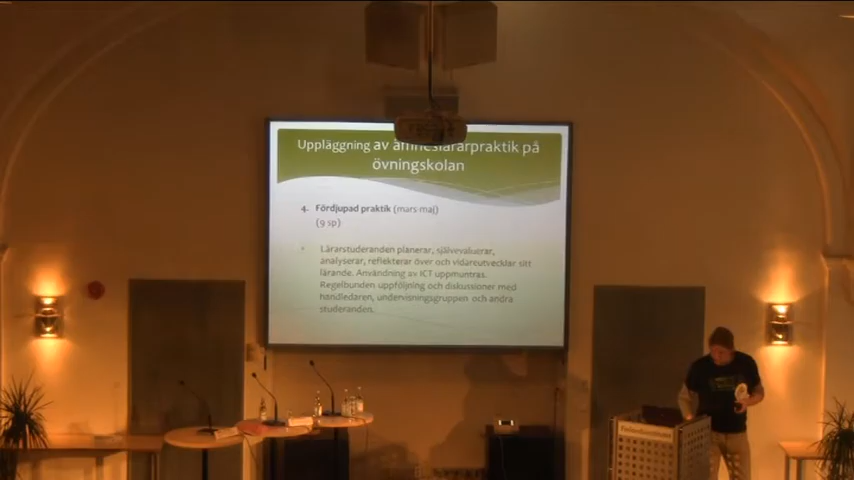 Uppläggning av ämneslärarpraktik på
övningskolan
4. Fördjupad praktik (mars-maj)
(9 sp)
Lärarstuderanden planerar, självevaluerar,
analyserar, reflekterar över och vidareutvecklar sitt
lärande. Användning av ICT uppmuntras.
Regelbunden uppföljning och diskussioner med
handledaren, undervisningsgruppen och andra
studeranden.